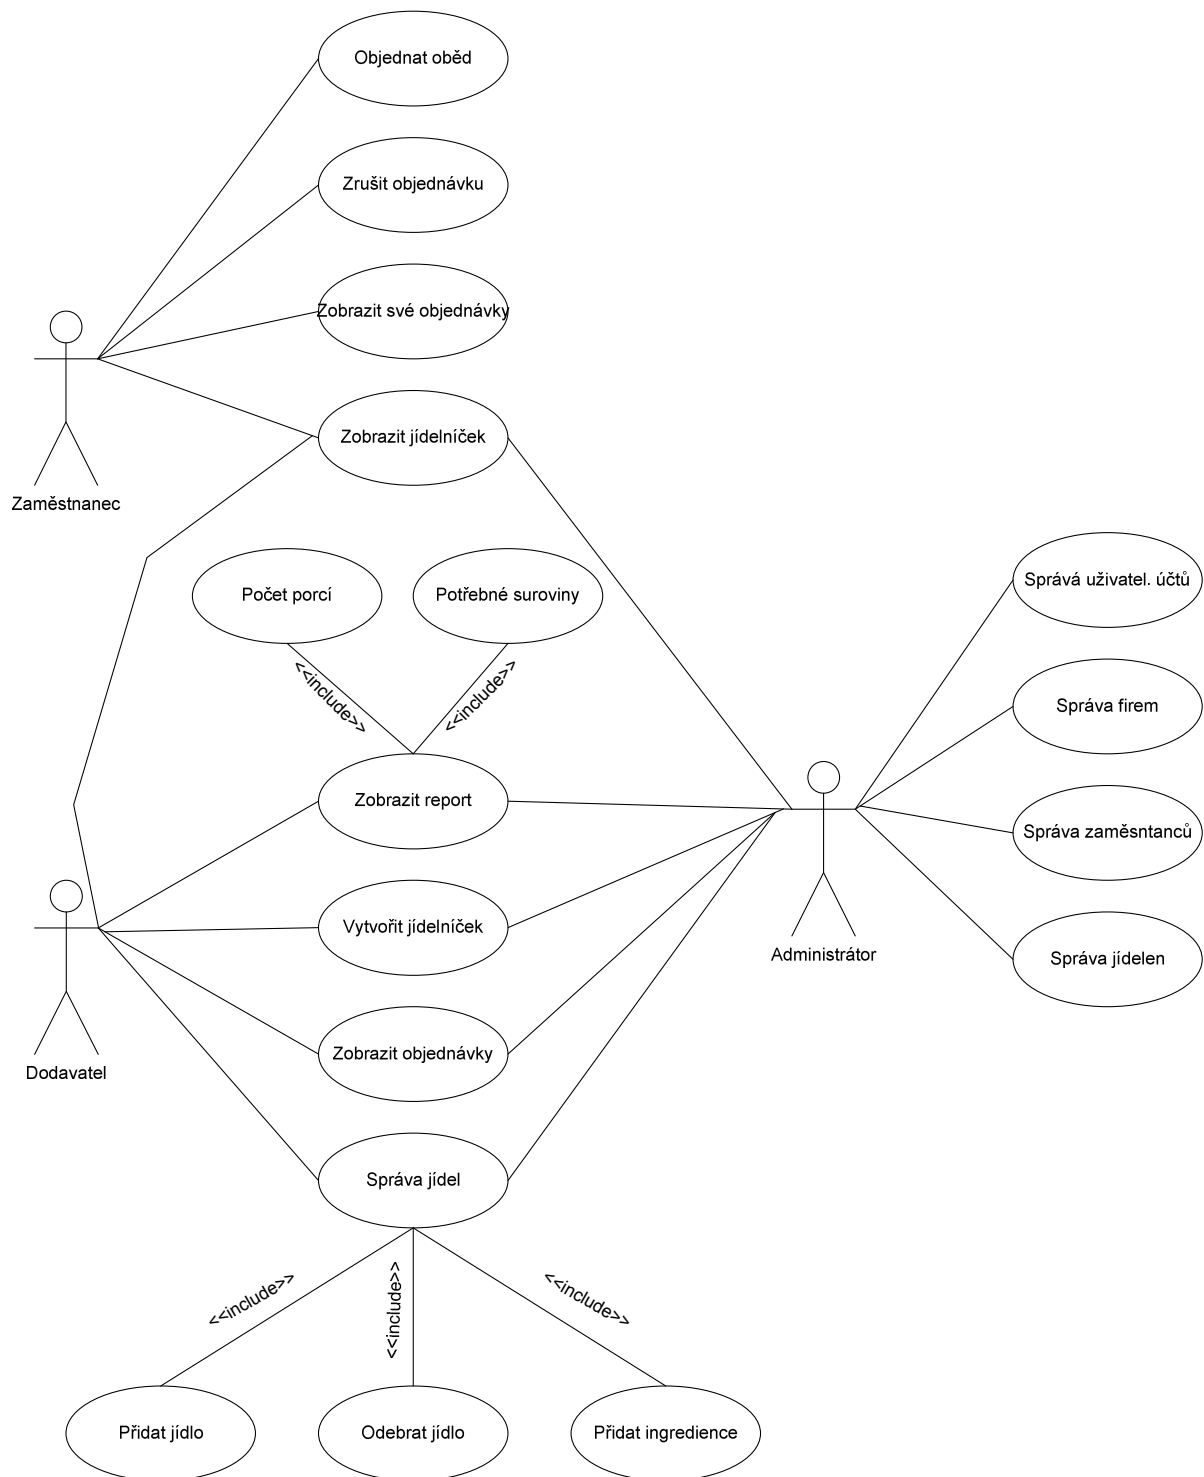 Objednat oběd
Zrušit objednávku
Zobrazit své objednávky
Zaměstnanec
Zobrazit jídelníček
Počet porcí
Potřebné suroviny
<<include>>
<<include>>
Správá uživatel. účtů
Správa firem
Zobrazit report
Správa zaměsntanců
Vytvořit jídelníček
Administrátor
Správa jídelen
Dodavatel
Zobrazit objednávky
Správa jídel
<<include>>
<<include>>
<<include>>
Přidat jídlo
Odebrat jídlo
Přidat ingredience